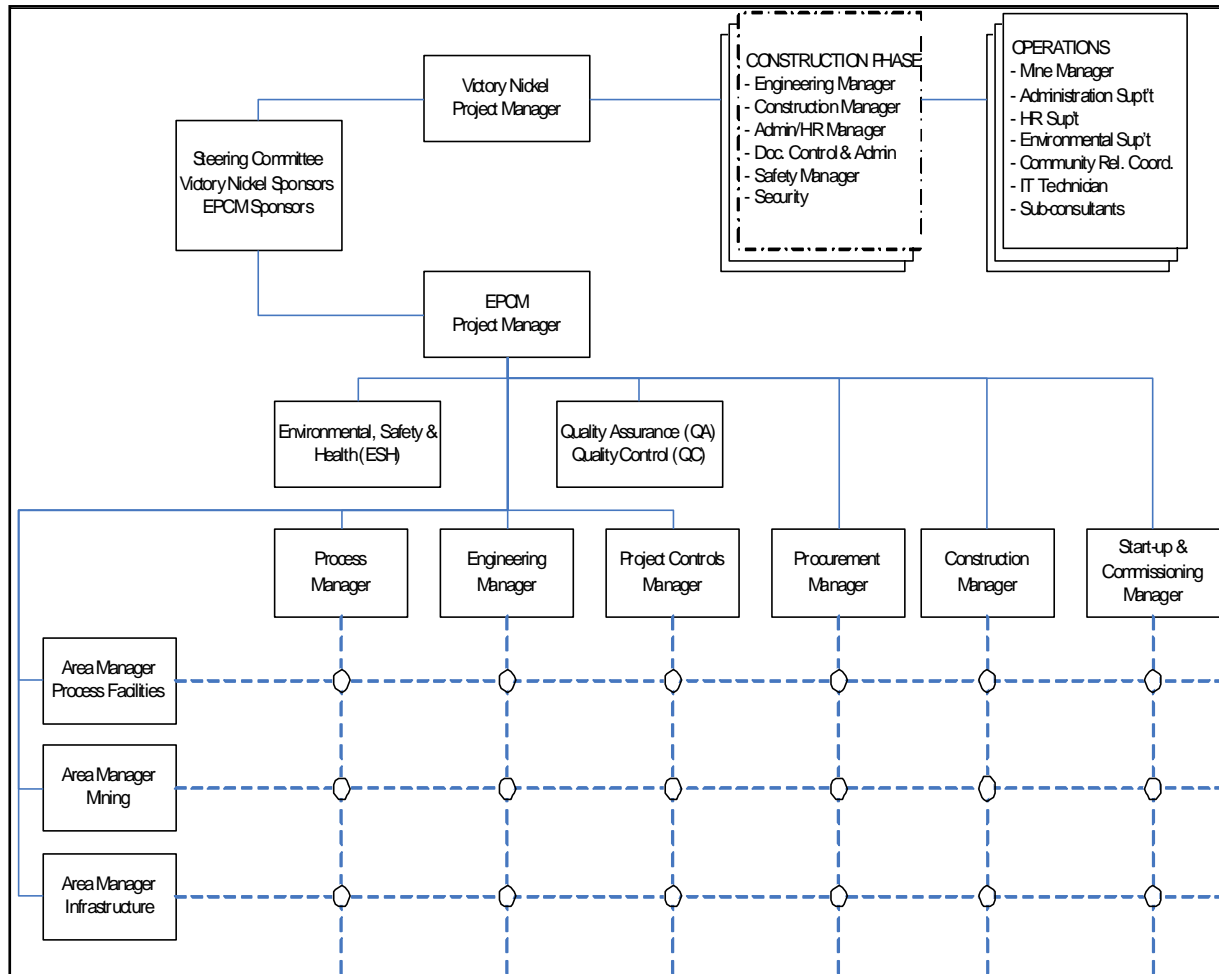 Victory Nickel
Project Manager
CONSTRUCTION PHASE
- Engineering Manager
- Construction Manager
- Admin/HR Manager
- Doc. Control & Admin
- Safety Manager
- Security
OPERATIONS
- Mine Manager
- Administration Supt't
- HR Sup't
- Environmental Sup't
- Community Rel. Coord.
- IT Technician
- Sub-consultants
Steering Committee
Victory Nickel Sponsors
EPCM Sponsors
EPCM
Project Manager
Environmental, Safety &
Health (ESH)
Quality Assurance (QA)
Quality Control (QC)
Process
Manager
Engineering
Manager
Project Controls
Manager
Procurement
Manager
Construction
Manager
Start-up &
Commissioning
Manager
Area Manager
Process Facilities
Area Manager
Mining
Area Manager
Infrastructure